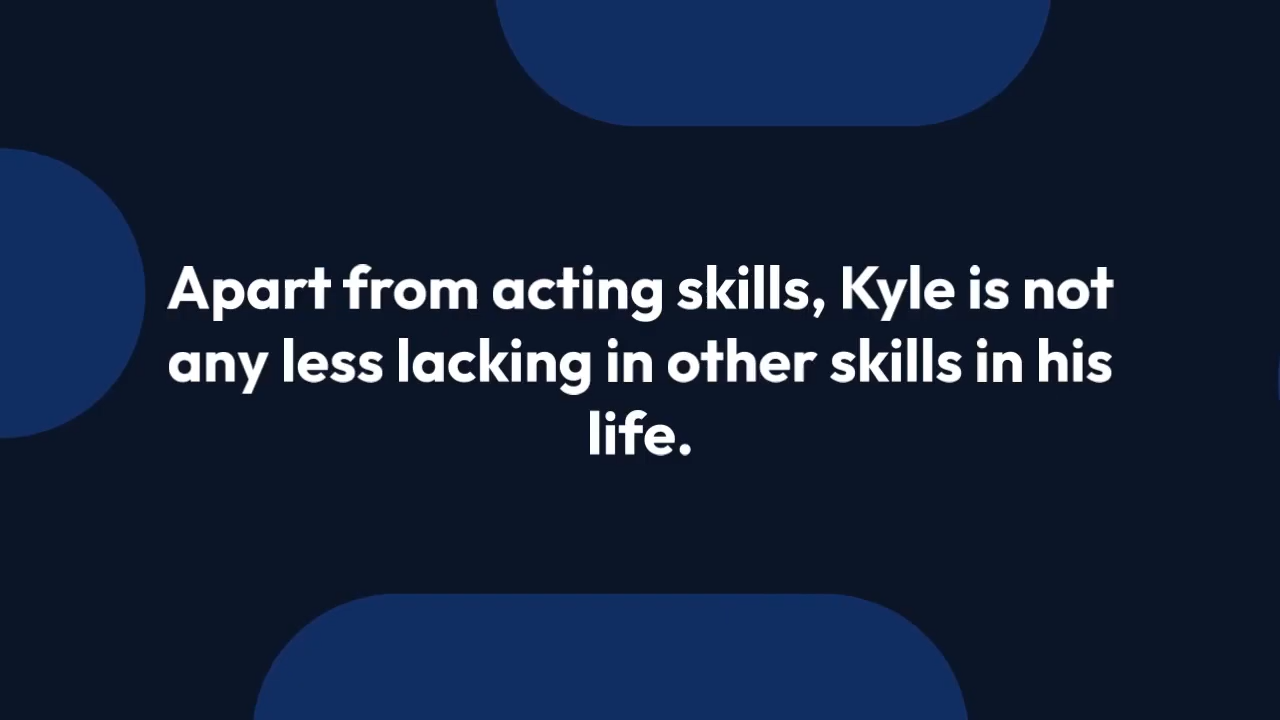 Apart from acting skills, Kyle is not
any less lacking in other skills in his
life.